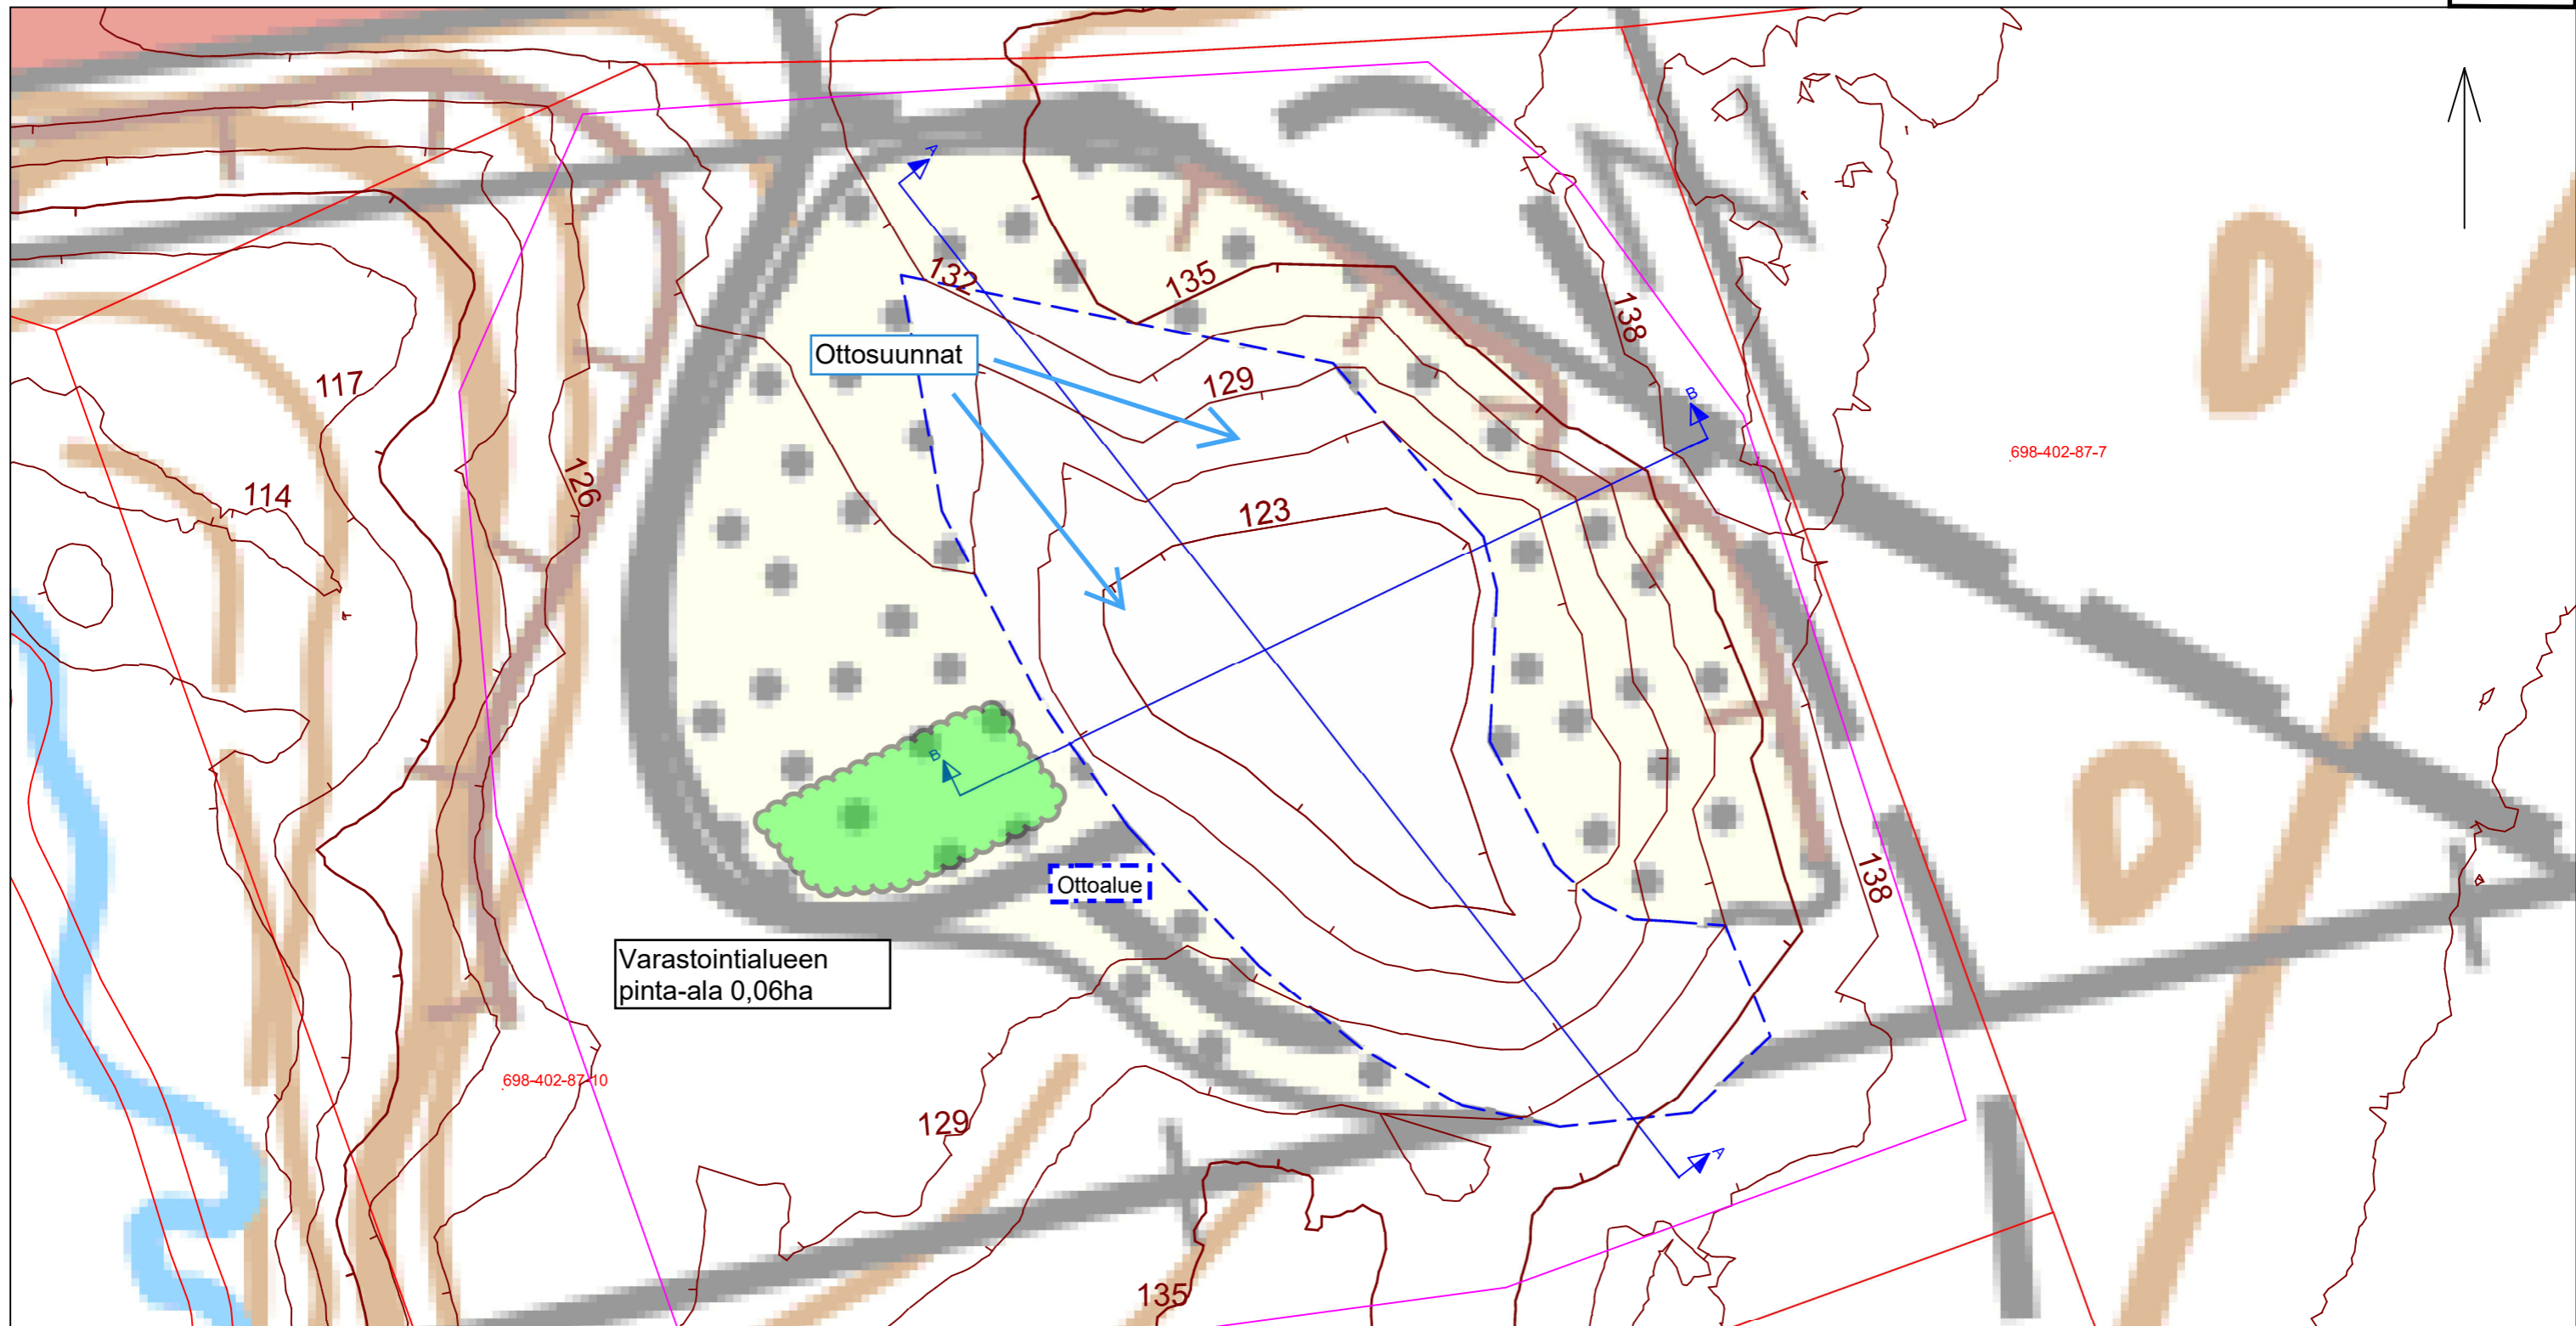 A
132
135
138
Ottosuunnat
117
129
B
698-402-87-7
126
114
123
B
138
Ottoalue
Varastointialueen
pinta-ala 0,06ha
698-402-87-10
129
A
135